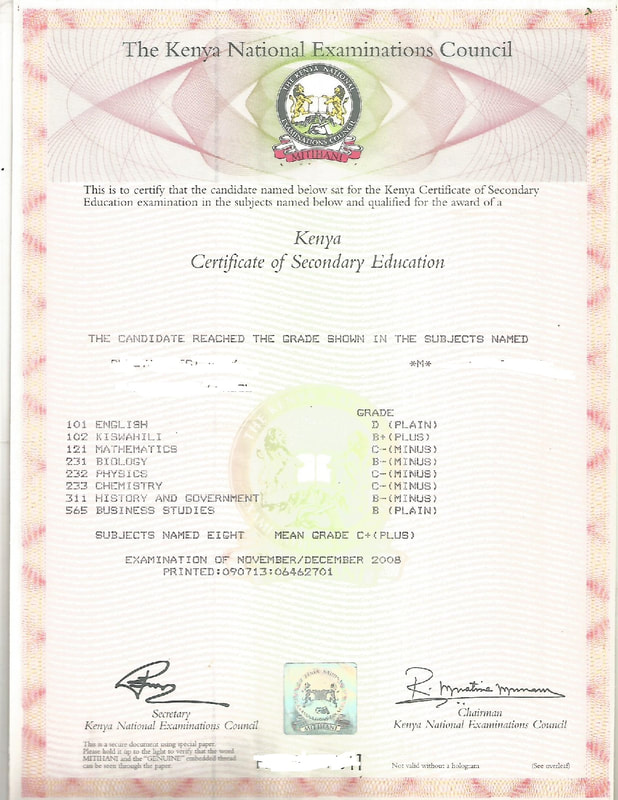 The Kenya National Examinations Council
THE KENYA NATIONAL
EXAMINATIONS COUNCIL
MITIHANI
This is to certify that the candidate named below sat for the Kenya Certificate of Secondary
Education examination in the subjects named below and qualified for the award of a
Kenya
Certificate of Secondary Education
THE CANDIDATE REACHED THE GRADE SHOWN IN THE SUBJECTS NAMED
*M*
GRADE
101 ENGLISH D (PLAIN)
102 KISWAHILI B+(PLUS)
121 MATHEMATICS C-(MINUS)
231 BIOLOGY B-(MINUS)
232 PHYSICS C-(MINUS)
233 CHEMISTRY C-(MINUS)
311 HISTORY AND GOVERNMENT B-(MINUS)
565 BUSINESS STUDIES B (PLAIN)
SUBJECTS NAMED EIGHT MEAN GRADE C+(PLUS)
EXAMINATION OF NOVEMBER/DECEMBER 2008
PRINTED:090713:06462701
Secretary
Kenya National Examinations Council
MITIHANI
Chairman
Kenya National Examinations Council
This is a secure document using special paper.
Please hold it up to the light to verify that the word
MITIHANI and the "GENUINE" embedded thread
can be seen through the paper.
Not valid without a hologram (See overleaf)